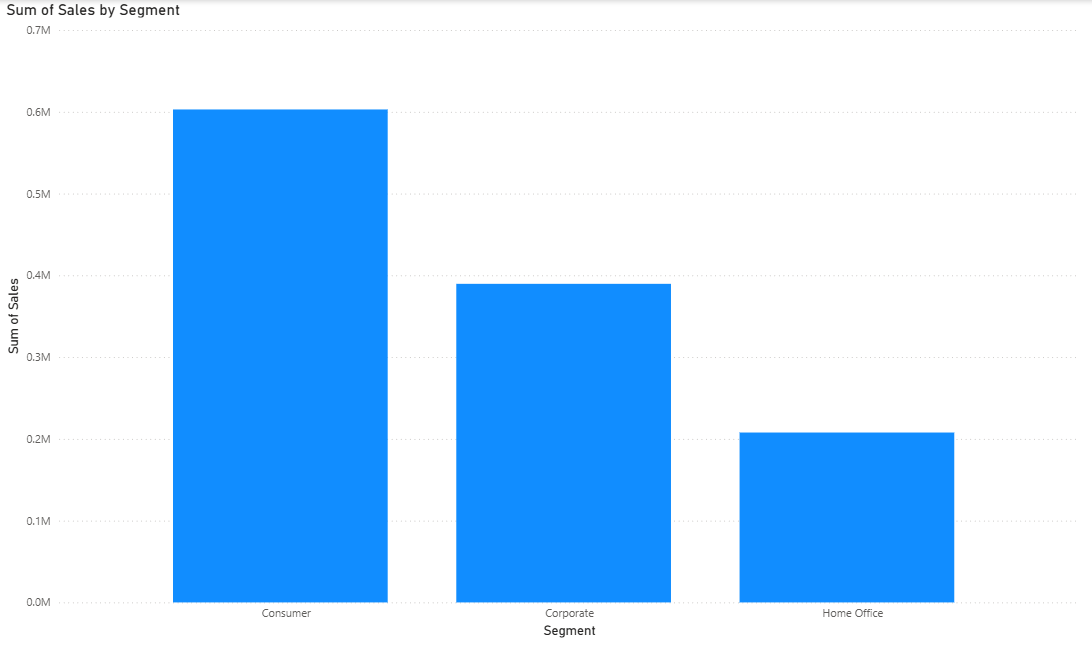 Sum of Sales by Segment
0.7M
0.6M
0.5M
0.4M
0.3M
0.2M
0.1M
0.0M
Sum of Sales
Consumer
Corporate
Home Office
Segment